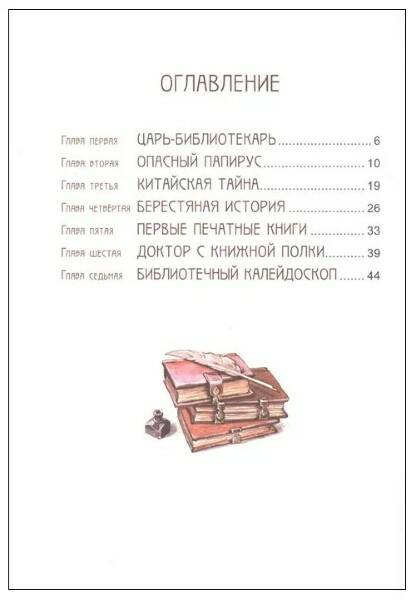 ОГЛАВЛЕНИЕ
ГЛАВА ПЕРВАЯ ЦАРЬ-БИБЛИОТЕКАРЬ............................ 6
ГЛАВА ВТОРАЯ ОПАСНЫЙ ПАПИРУС................................ 10
ГЛАВА ТРЕТЬЯ КИТАЙСКАЯ ТАЙНА................................ 19
ГЛАВА ЧЕТВЁРТАЯ БЕРЕСТЯНАЯ ИСТОРИЯ........................ 26
ГЛАВА ПЯТАЯ ПЕРВЫЕ ПЕЧАТНЫЕ КНИГИ.................. 33
ГЛАВА ШЕСТАЯ ДОКТОР С КНИЖНОЙ ПОЛКИ........... 39
ГЛАВА СЕДЬМАЯ БИБЛИОТЕЧНЫЙ КАЛЕЙДОСКОП ....... 44